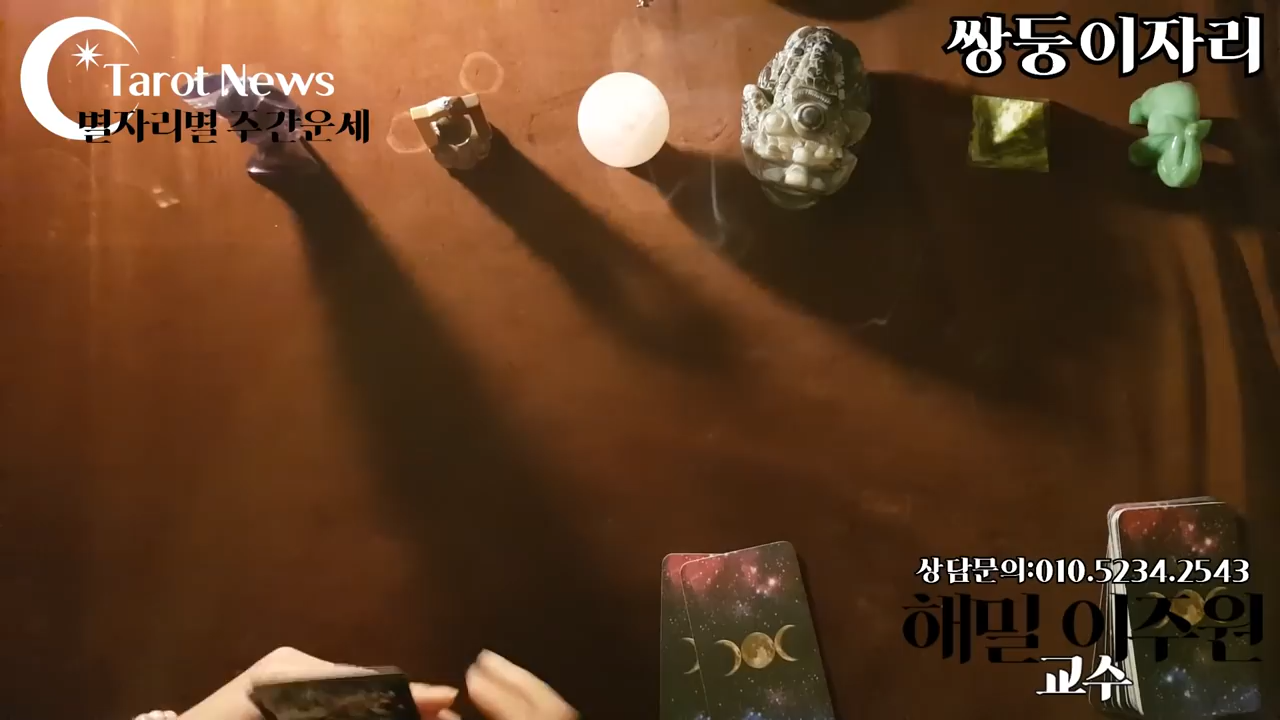 Tarot News
별자리별 주간운세
쌍둥이자리
상담문의:010.5234.2543
해밀 이주원
교수